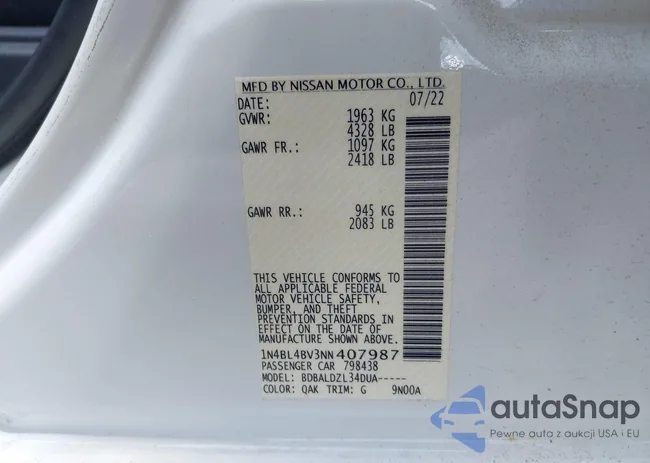 MFD BY NISSAN MOTOR CO., LTD.
DATE: 07/22
GVWR: 1963 KG
4328 LB
GAWR FR.: 1097 KG
2418 LB
GAWR RR.: 945 KG
2083 LB
THIS VEHICLE CONFORMS TO
ALL APPLICABLE FEDERAL
MOTOR VEHICLE SAFETY,
BUMPER, AND THEFT
PREVENTION STANDARDS IN
EFFECT ON THE DATE OF
MANUFACTURE SHOWN ABOVE.
1N4BL4BV3NN407987
PASSENGER CAR 798438
MODEL: BDBALDZL34DUA-----
COLOR: QAK TRIM: G 9N00A
autaSnap
Pewne auta z aukcji USA i EU